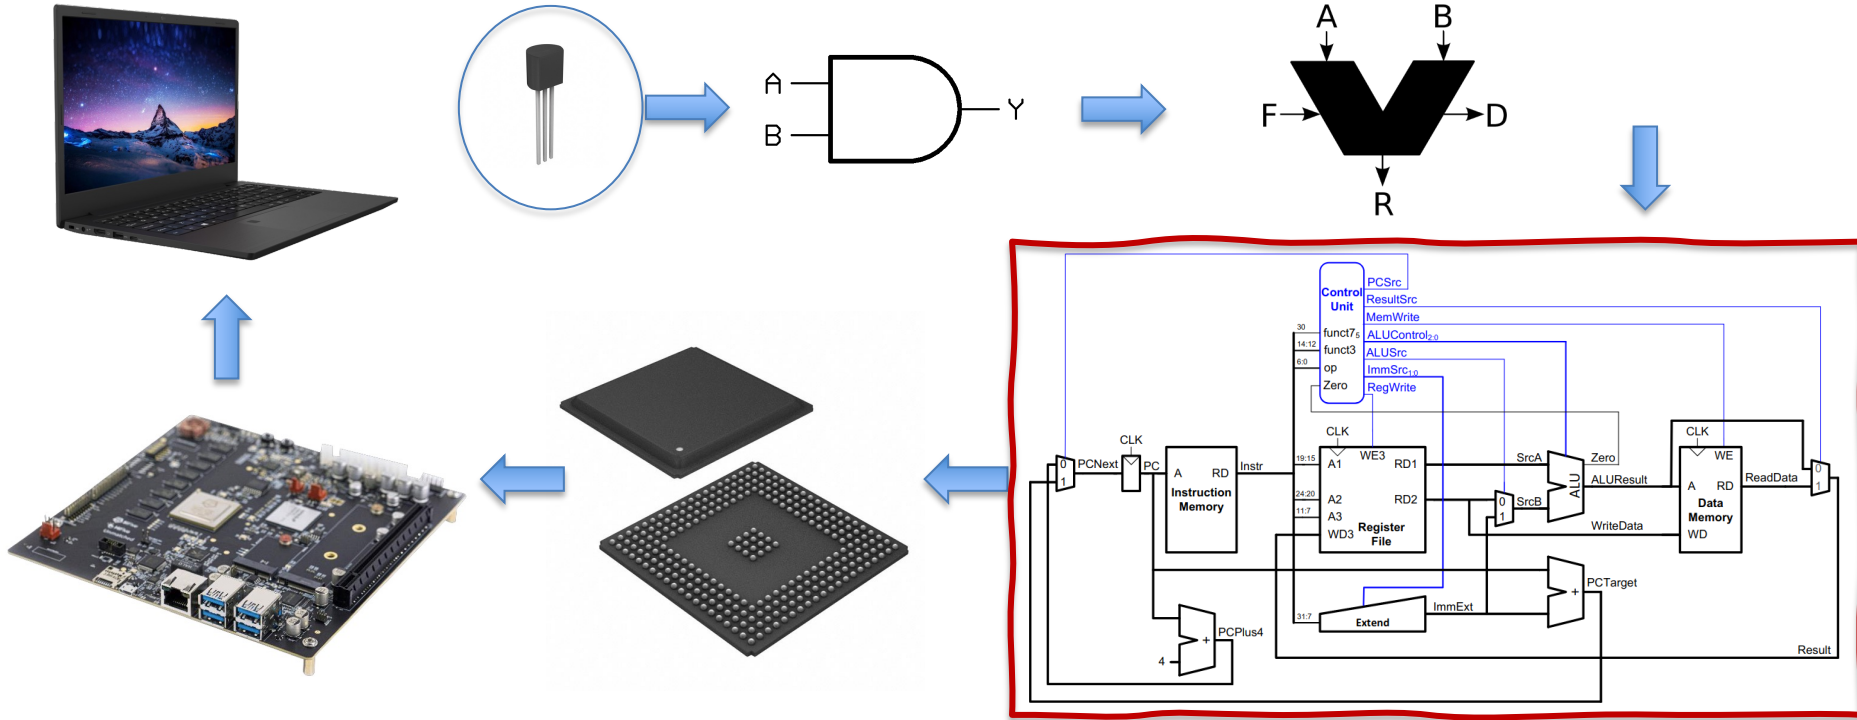 A
B
Y
A
B
F
D
R
Control
Unit
PCSrc
ResultSrc
MemWrite
ALUControl2:0
ALUSrc
ImmSrc1:0
RegWrite
30
funct75
14:12
funct3
6:0
op
Zero
CLK
CLK
CLK
0
1
PCNext
PC
A
RD
Instr
Instruction
Memory
19:15
A1
WE3
RD1
24:20
A2
RD2
11:7
A3
WD3
Register
File
SrcA
0
1
SrcB
ALU
Zero
ALUResult
WriteData
WE
A
RD
Data
Memory
WD
ReadData
0
1
PCTarget
+
31:7
Extend
ImmExt
PCPlus4
+
4
Result